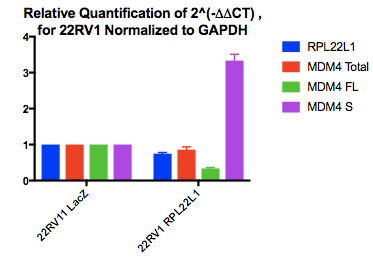 Relative Quantification of 2^(-ΔΔCT) ,
for 22RV1 Normalized to GAPDH
4
3
2
1
0
22RV11 LacZ
22RV1 RPL22L1
RPL22L1
MDM4 Total
MDM4 FL
MDM4 S